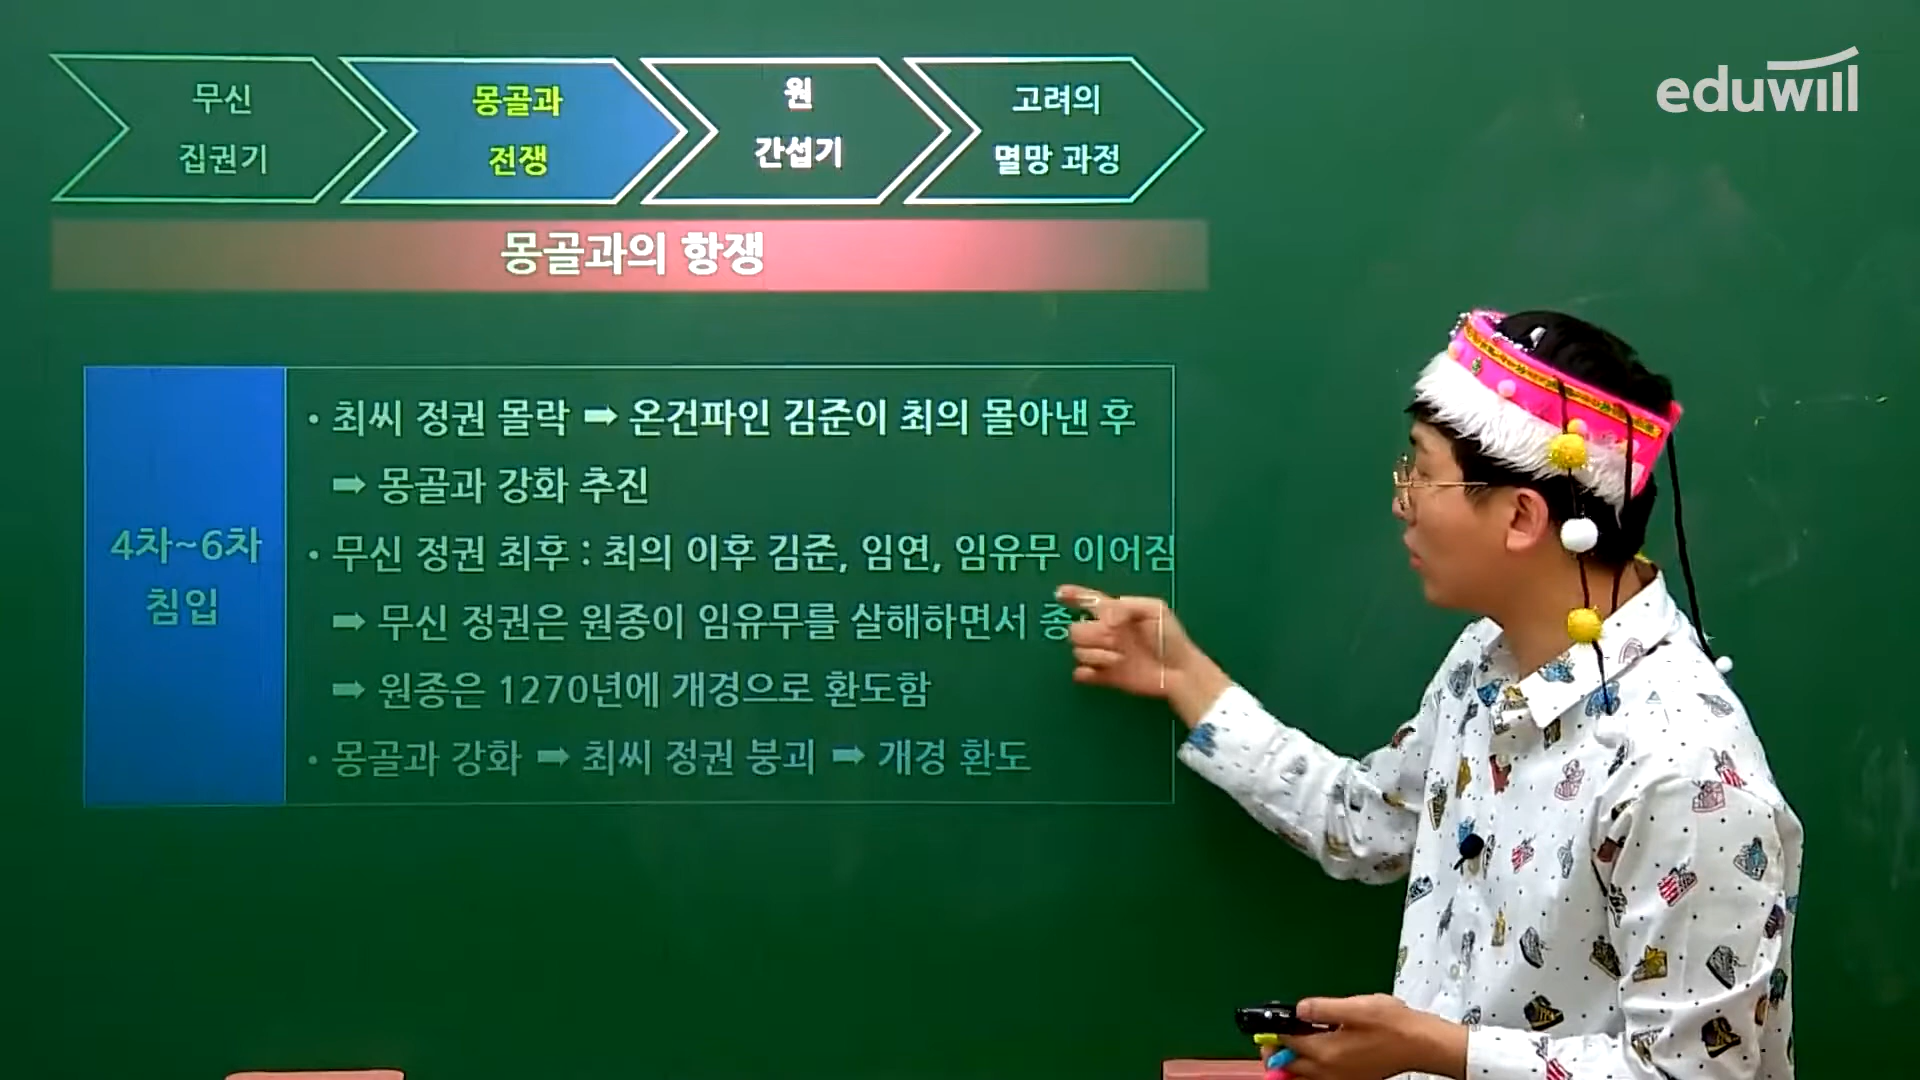 eduwill
무신
집권기
몽골과
전쟁
원
간섭기
고려의
멸망 과정
몽골과의 항쟁
4차~6차
침입
• 최씨 정권 몰락 ➡ 온건파인 김준이 최의 몰아낸 후
➡ 몽골과 강화 추진
• 무신 정권 최후 : 최의 이후 김준, 임연, 임유무 이어짐
➡ 무신 정권은 원종이 임유무를 살해하면서
➡ 원종은 1270년에 개경으로 환도함
• 몽골과 강화 ➡ 최씨 정권 붕괴 ➡ 개경 환도